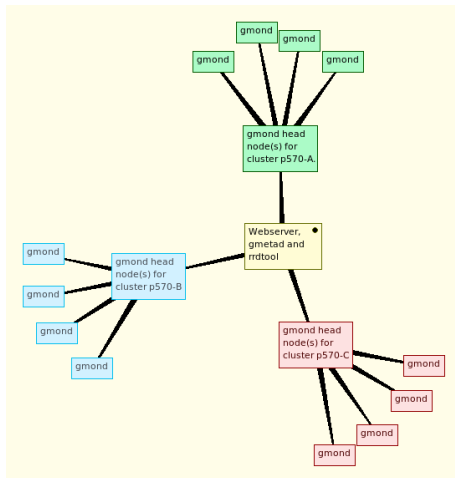 gmond
gmond
gmond
gmond
gmond head
node(s) for
cluster p570-A.
Webserver,
gmetad and
rrdtool
gmond
gmond
gmond
gmond
gmond head
node(s) for
cluster p570-B
gmond head
node(s) for
cluster p570-C
gmond
gmond
gmond
gmond